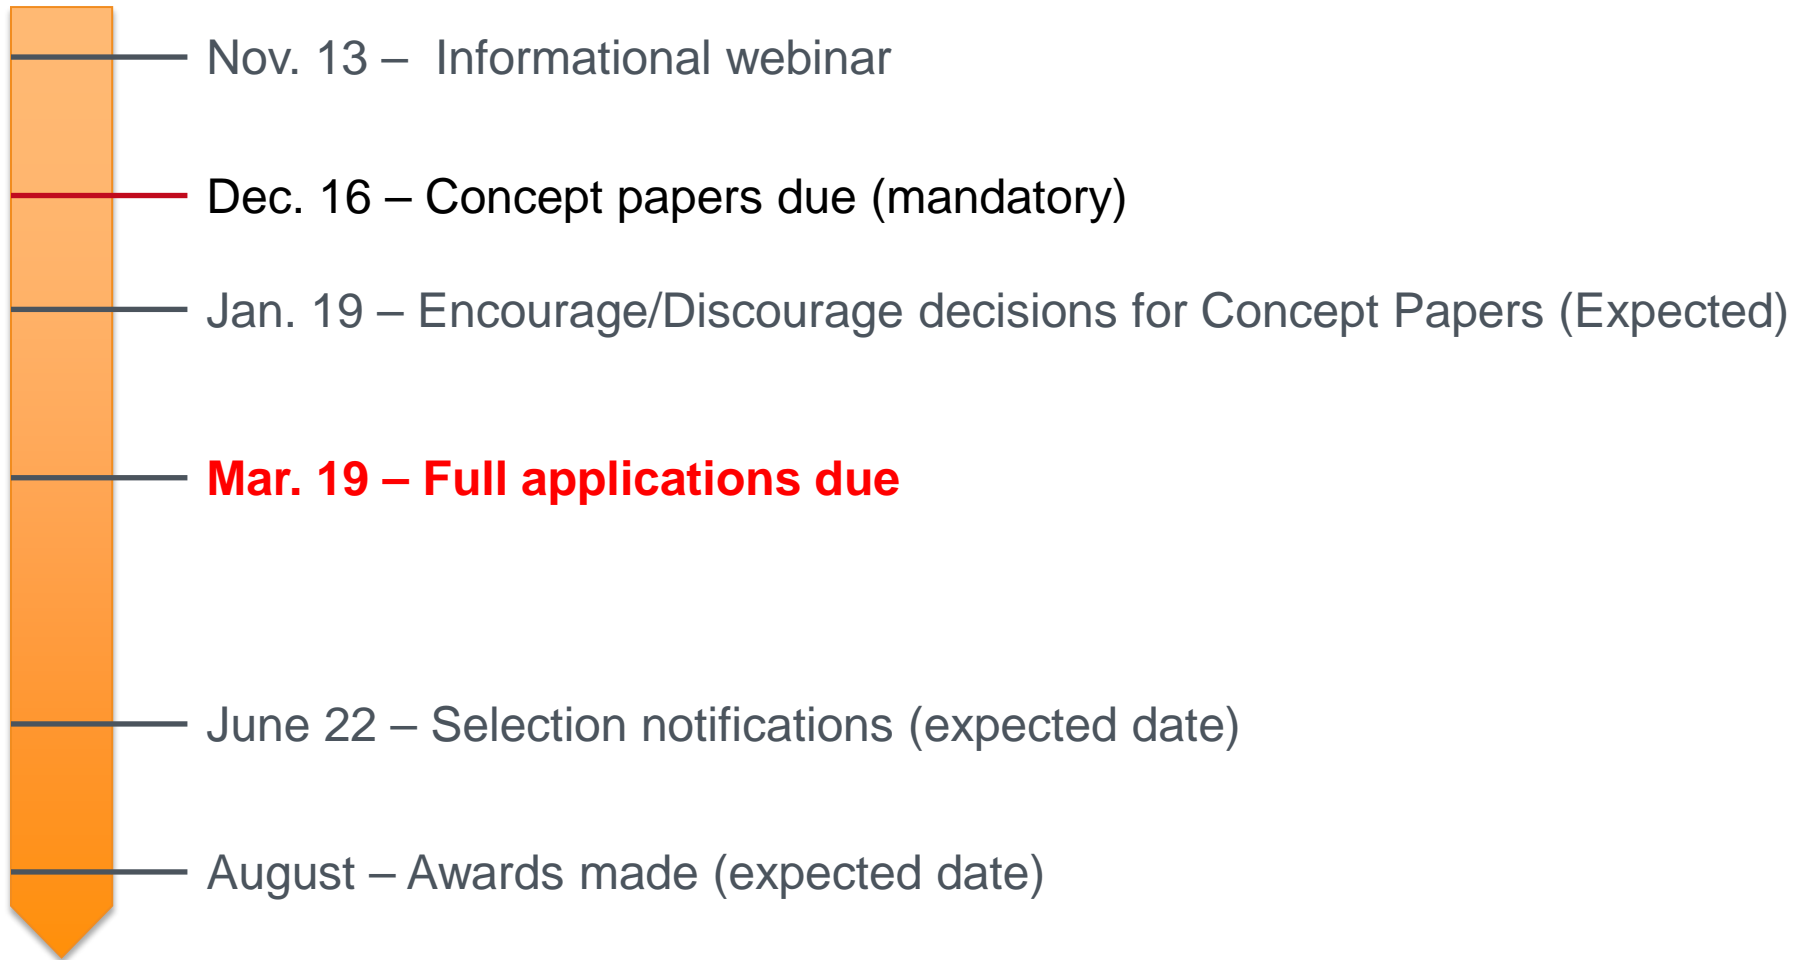 Nov. 13 – Informational webinar
Dec. 16 – Concept papers due (mandatory)
Jan. 19 – Encourage/Discourage decisions for Concept Papers (Expected)
Mar. 19 – Full applications due
June 22 – Selection notifications (expected date)
August – Awards made (expected date)